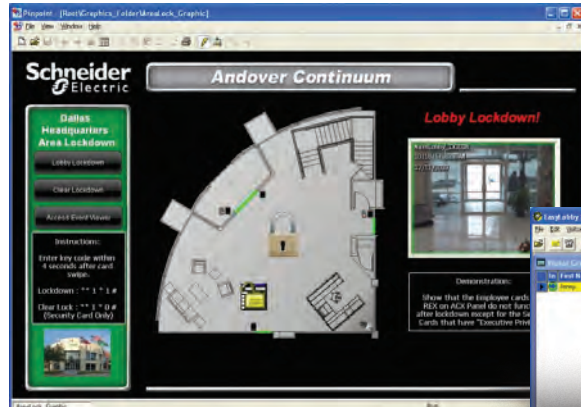 Pinpoint - [Root\Graphics_Folder\AreaLock_Graphic]
File View Window Help
Schneider
Electric
Andover Continuum
Dallas
Headquarters
Area Lockdown
Lobby Lockdown
Clear Lockdown
Access Event Viewer
Instructions:
Enter key code within
4 seconds after card
swipe.
Lockdown : ** 1 * 1 #
Clear Lock : ** 1 * 0 #
(Security Card Only)
Lobby Lockdown!
Demonstration:
Show that the Employee cards
REX on ACX Panel do not func
after lockdown except for the Se
Cards that have "Executive Privi
EasyLobby
File Edit